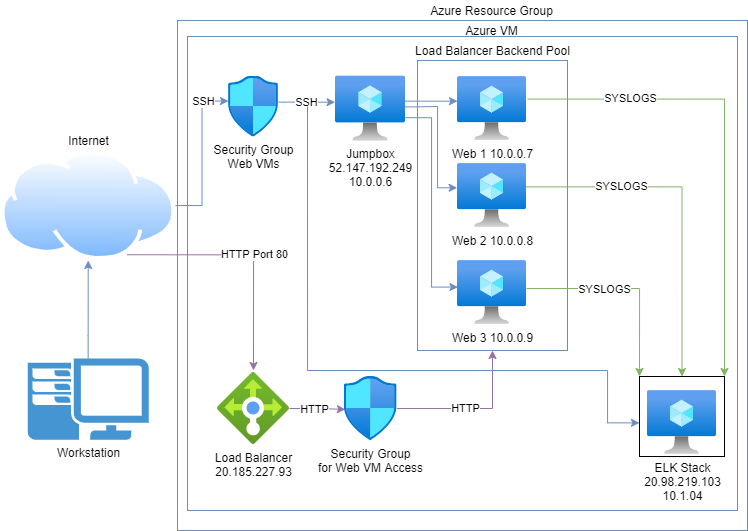 Azure Resource Group
Azure VM
Load Balancer Backend Pool
SSH
SSH
SYSLOGS
Internet
Security Group
Web VMs
Jumpbox
52.147.192.249
10.0.0.6
Web 1 10.0.0.7
SYSLOGS
Web 2 10.0.0.8
HTTP Port 80
SYSLOGS
Web 3 10.0.0.9
HTTP
HTTP
Workstation
Load Balancer
20.185.227.93
Security Group
for Web VM Access
ELK Stack
20.98.219.103
10.1.04